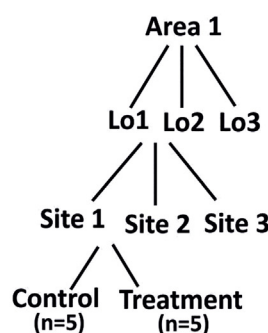 Area 1
Lo1 Lo2 Lo3
Site 1 Site 2 Site 3
Control Treatment
(n=5) (n=5)